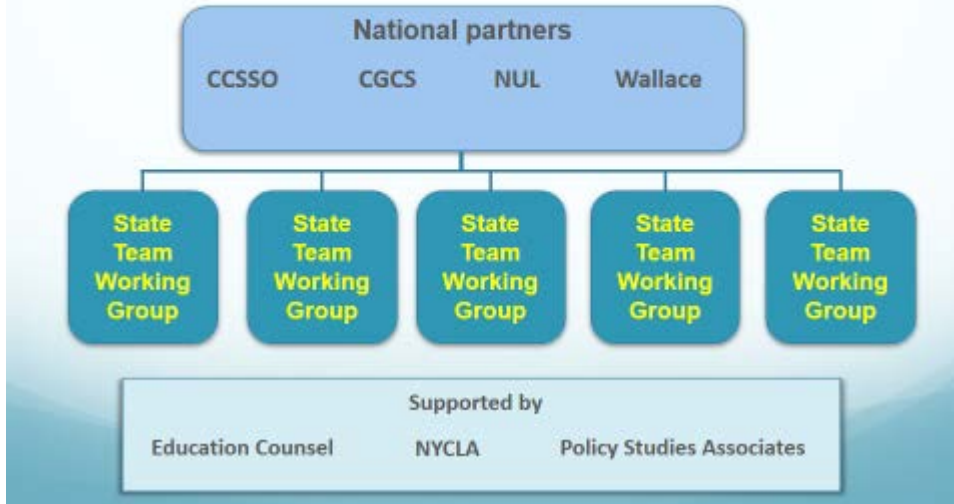 National partners
CCSSO CGCS NUL Wallace
State
Team
Working
Group
State
Team
Working
Group
State
Team
Working
Group
State
Team
Working
Group
State
Team
Working
Group
Supported by
Education Counsel NYCLA Policy Studies Associates